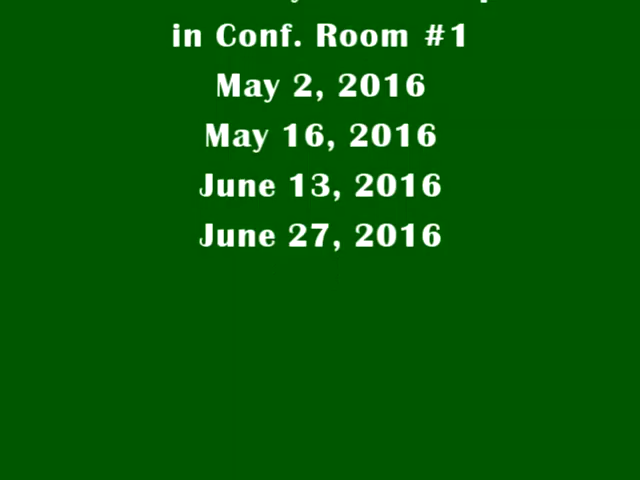 in Conf. Room #1
May 2, 2016
May 16, 2016
June 13, 2016
June 27, 2016